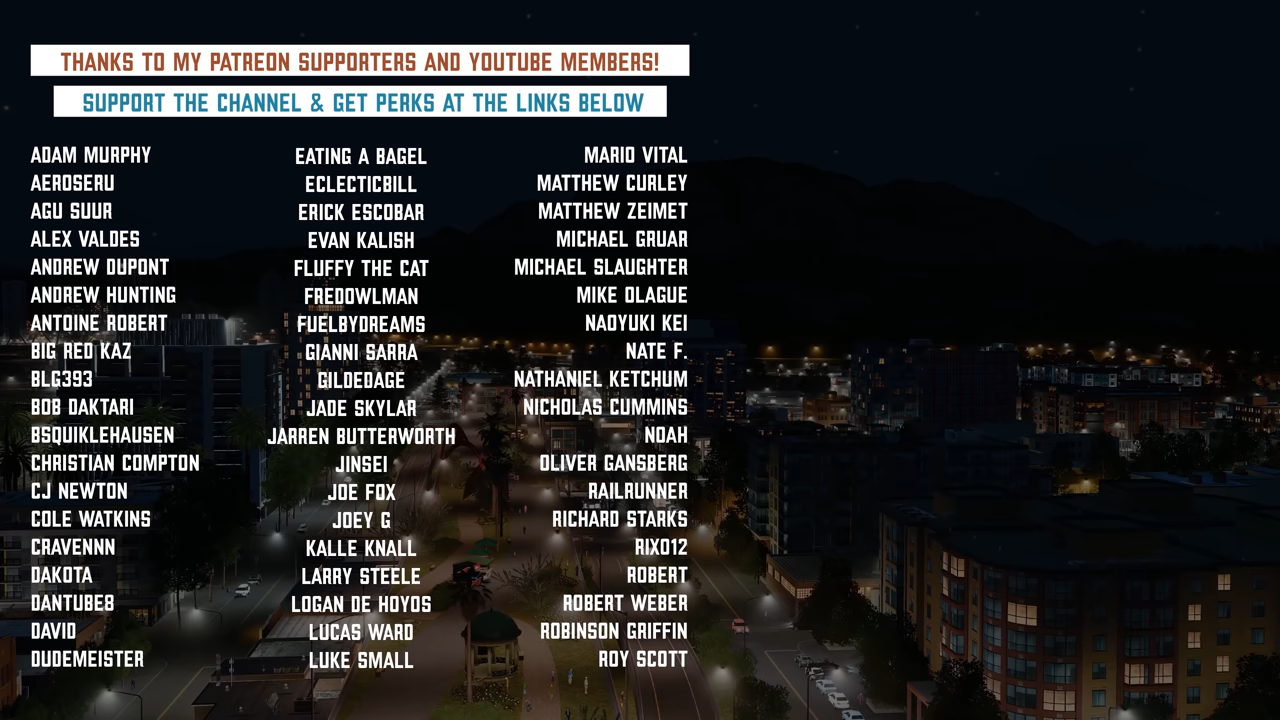 THANKS TO MY PATREON SUPPORTERS AND YOUTUBE MEMBERS!
SUPPORT THE CHANNEL & GET PERKS AT THE LINKS BELOW
ADAM MURPHY
AEROSERU
AGU SUUR
ALEX VALDES
ANDREW DUPONT
ANDREW HUNTING
ANTOINE ROBERT
BIG RED KAZ
BLG393
BOB DAKTARI
BSQUIKLEHAUSEN
CHRISTIAN COMPTON
CJ NEWTON
COLE WATKINS
CRAVENNN
DAKOTA
DANTUBE8
DAVID
DUDEMEISTER
EATING A BAGEL
ECLECTICBILL
ERICK ESCOBAR
EVAN KALISH
FLUFFY THE CAT
FREDOWLMAN
FUELBYDREAMS
GIANNI SARRA
GILDEDAGE
JADE SKYLAR
JARREN BUTTERWORTH
JINSEI
JOE FOX
JOEY G
KALLE KNALL
LARRY STEELE
LOGAN DE HOYOS
LUCAS WARD
LUKE SMALL
MARIO VITAL
MATTHEW CURLEY
MATTHEW ZEIMET
MICHAEL GRUAR
MICHAEL SLAUGHTER
MIKE OLAGUE
NAOYUKI KEI
NATE F.
NATHANIEL KETCHUM
NICHOLAS CUMMINS
NOAH
OLIVER GANSBERG
RAILRUNNER
RICHARD STARKS
RIXO12
ROBERT
ROBERT WEBER
ROBINSON GRIFFIN
ROY SCOTT